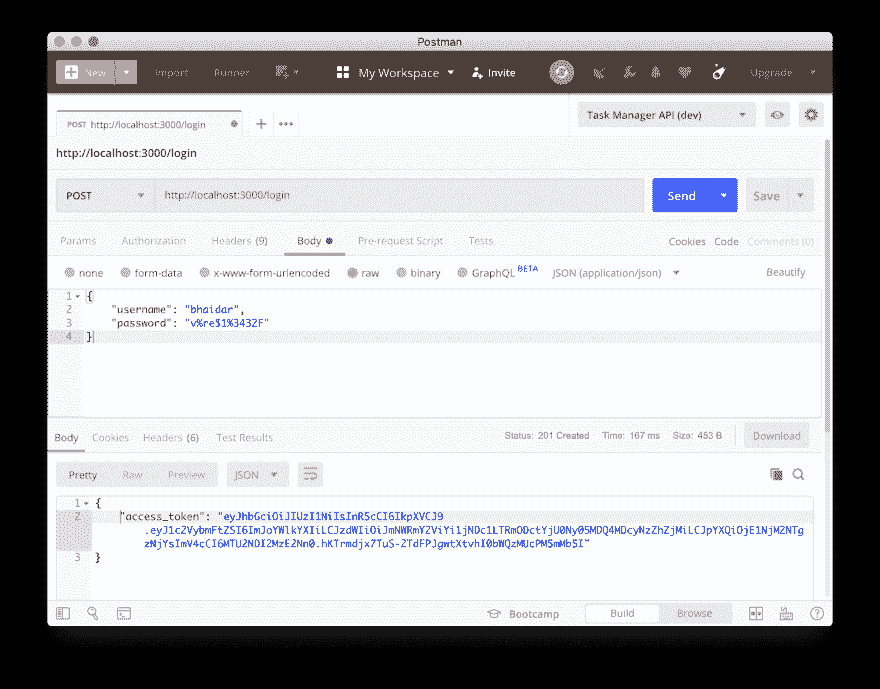 Postman
New
Import
Runner
My Workspace
Invite
Upgrade
POST http://localhost:3000/login
Task Manager API (dev)
http://localhost:3000/login
POST http://localhost:3000/login
Send
Save
Params Authorization Headers (9) Body Pre-request Script Tests
Cookies Code Comments (0)
none form-data x-www-form-urlencoded raw binary GraphQL BETA JSON (application/json) Beautify
1 {
2 "username": "bhaidar",
3 "password": "v%re$1%3432F"
4 }
Body Cookies Headers (6) Test Results
Status: 201 Created Time: 167 ms Size: 453 B Download
Pretty Raw Preview JSON
1 {
2 "access_token":
3 }
Bootcamp Build Browse